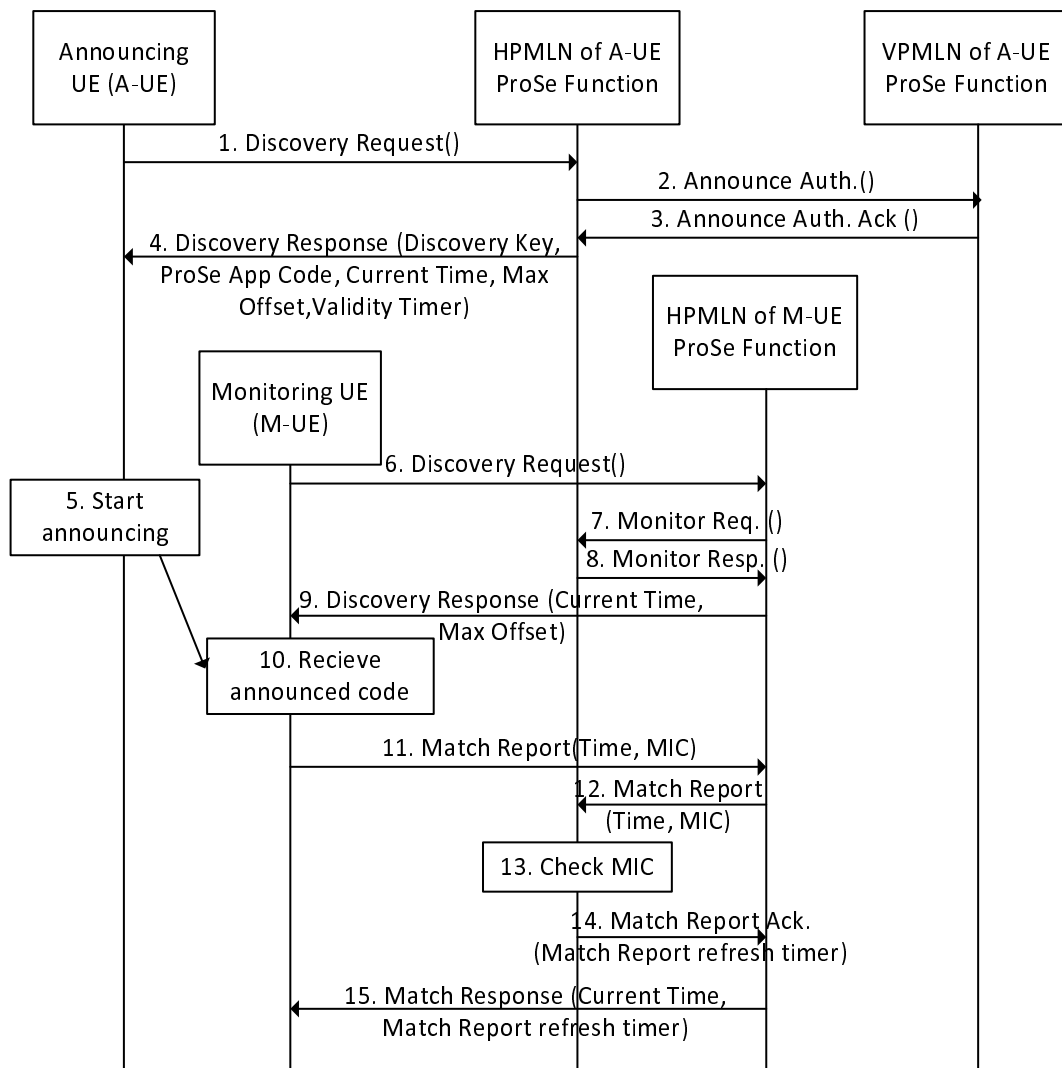 Announcing
UE (A-UE)
HPMLN of A-UE
ProSe Function
VPMLN of A-UE
ProSe Function
1. Discovery Request()
2. Announce Auth.()
3. Announce Auth. Ack ()
4. Discovery Response (Discovery Key,
ProSe App Code, Current Time, Max
Offset,Validity Timer)
HPMLN of M-UE
ProSe Function
Monitoring UE
(M-UE)
6. Discovery Request()
5. Start
announcing
7. Monitor Req. ()
8. Monitor Resp. ()
9. Discovery Response (Current Time,
Max Offset)
10. Recieve
announced code
11. Match Report(Time, MIC)
12. Match Report
(Time, MIC)
13. Check MIC
14. Match Report Ack.
(Match Report refresh timer)
15. Match Response (Current Time,
Match Report refresh timer)